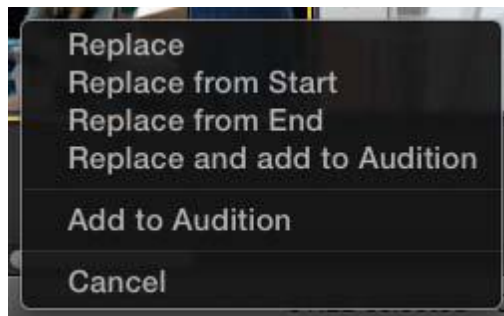 Replace
Replace from Start
Replace from End
Replace and add to Audition
Add to Audition
Cancel